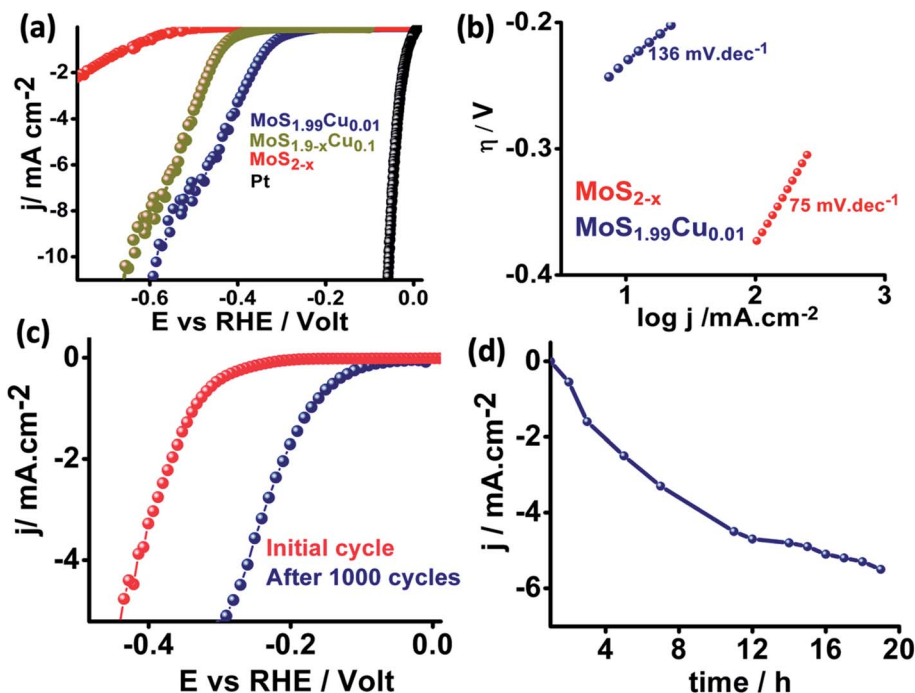 (a)
0
-2
-4
-6
-8
-10
j/ mA cm-2
MoS1.99Cu0.01
MoS1.9-xCu0.1
MoS2-x
Pt
-0.6 -0.4 -0.2 0.0
E vs RHE / Volt
(b)
-0.2
-0.3
-0.4
η / V
136 mV.dec-1
75 mV.dec-1
MoS2-x
MoS1.99Cu0.01
1 2 3
log j /mA.cm-2
(c)
0
-2
-4
j/ mA.cm-2
Initial cycle
After 1000 cycles
-0.4 -0.2 0.0
E vs RHE / Volt
(d)
0
-2
-4
-6
j / mA.cm-2
4 8 12 16 20
time / h